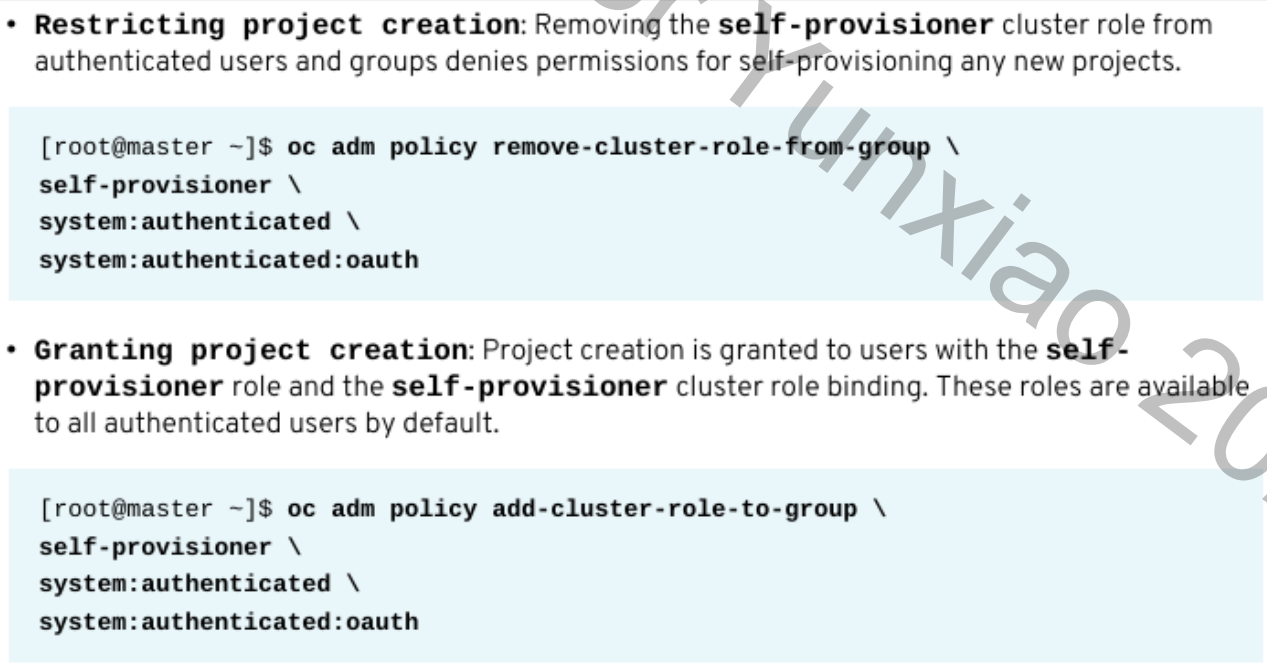 • Restricting project creation: Removing the self-provisioner cluster role from
authenticated users and groups denies permissions for self-provisioning any new projects.
[root@master ~]$ oc adm policy remove-cluster-role-from-group \
self-provisioner \
system:authenticated \
system:authenticated:oauth
• Granting project creation: Project creation is granted to users with the self-
provisioner role and the self-provisioner cluster role binding. These roles are available
to all authenticated users by default.
[root@master ~]$ oc adm policy add-cluster-role-to-group \
self-provisioner \
system:authenticated \
system:authenticated:oauth
Yunxiao